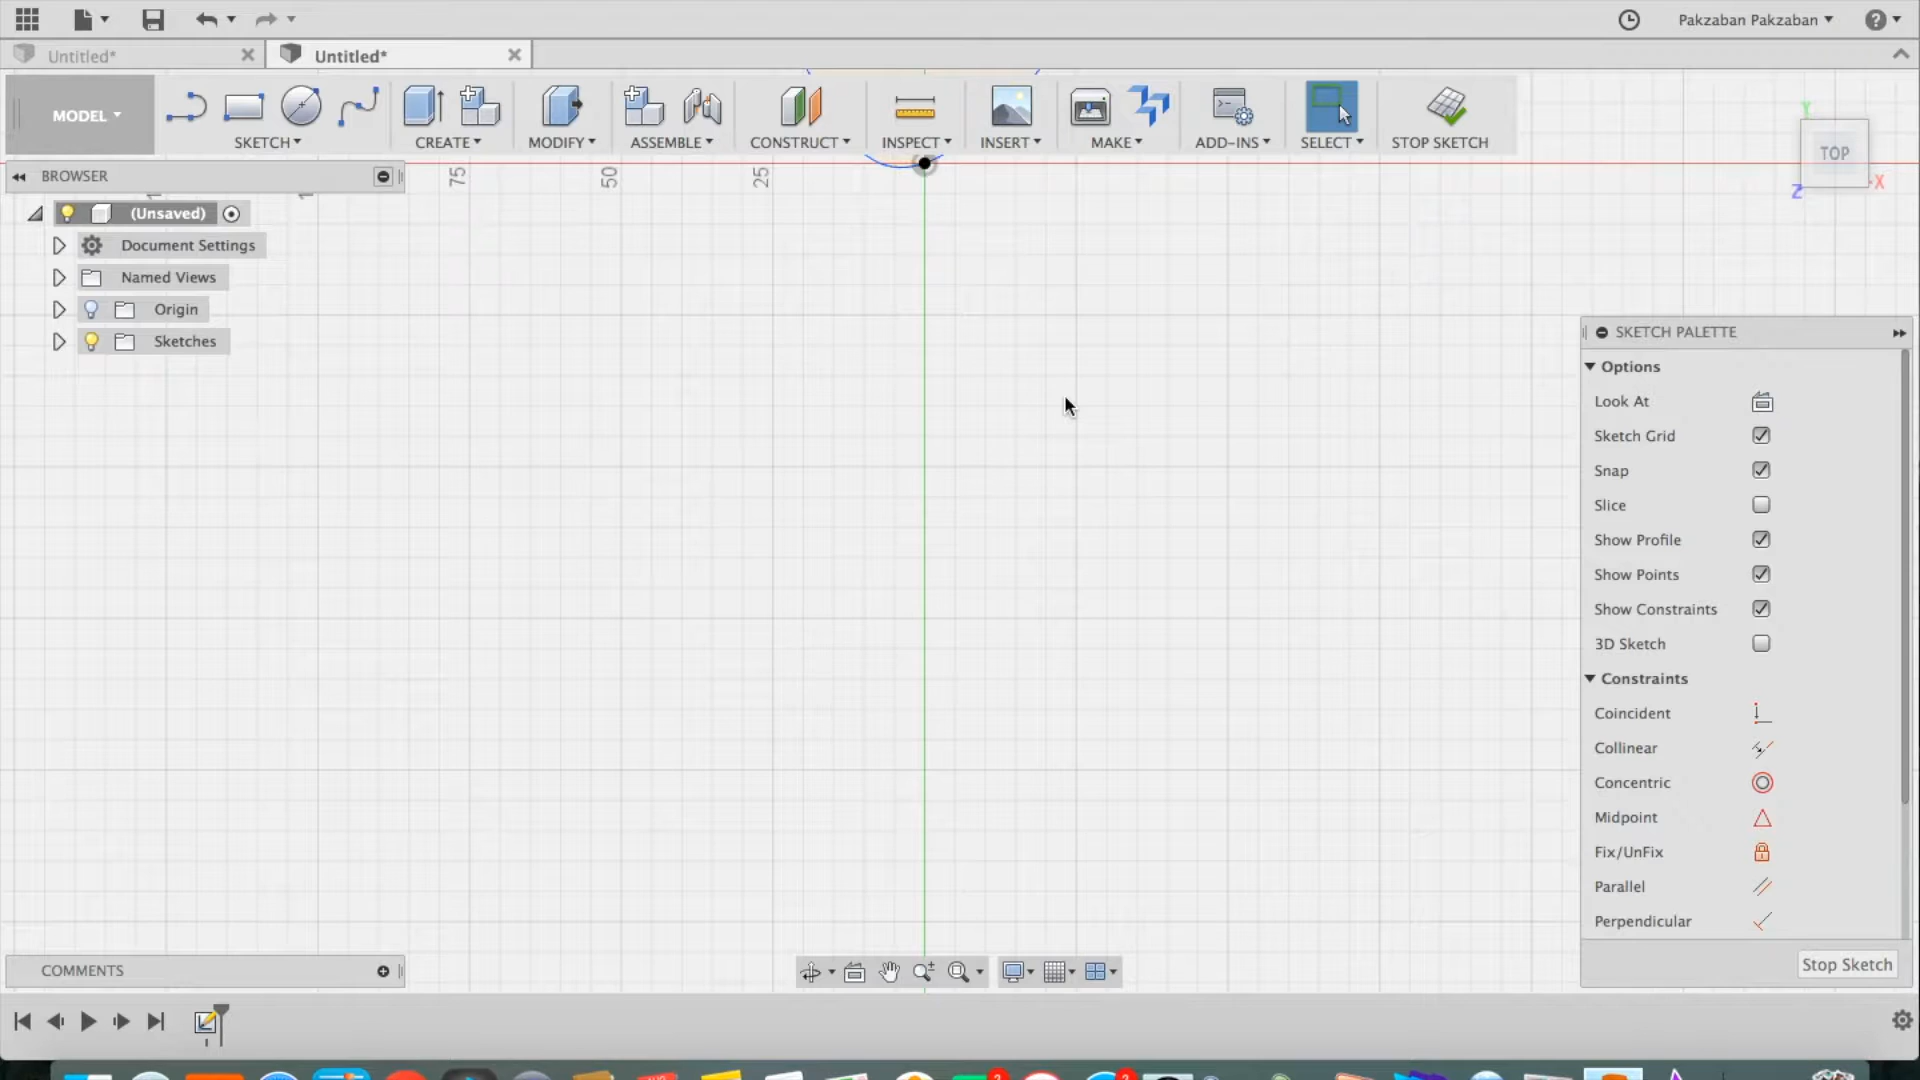 Pakzaban Pakzaban
Untitled*
Untitled*
MODEL
SKETCH
CREATE
MODIFY
ASSEMBLE
CONSTRUCT
INSPECT
INSERT
MAKE
ADD-INS
SELECT
STOP SKETCH
TOP
Y
X
Z
BROWSER
75
50
25
(Unsaved)
Document Settings
Named Views
Origin
Sketches
SKETCH PALETTE
Options
Look At
Sketch Grid
Snap
Slice
Show Profile
Show Points
Show Constraints
3D Sketch
Constraints
Coincident
Collinear
Concentric
Midpoint
Fix/UnFix
Parallel
Perpendicular
Stop Sketch
COMMENTS